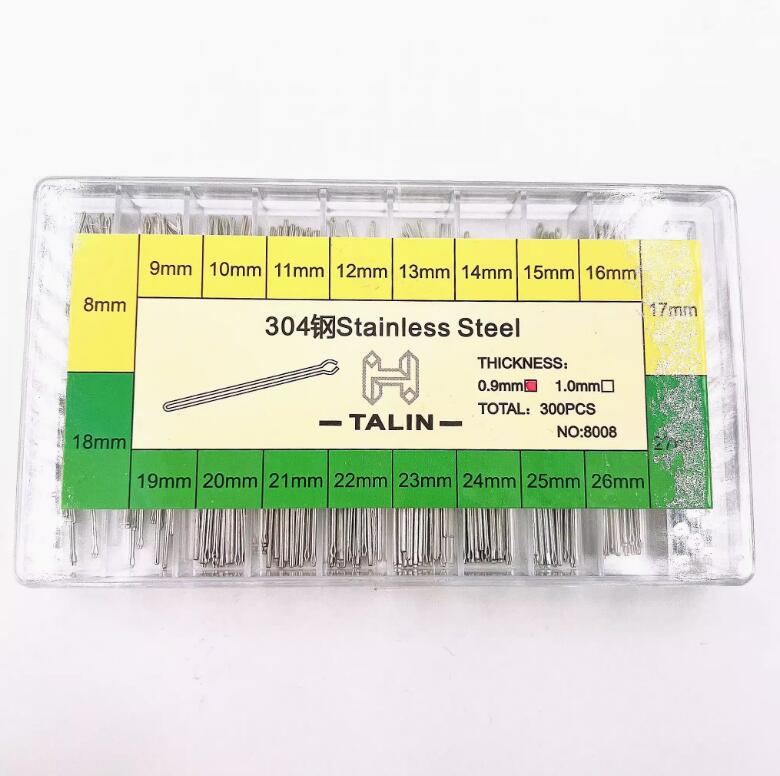 8mm
9mm
10mm
11mm
12mm
13mm
14mm
15mm
16mm
17mm
304钢Stainless Steel
THICKNESS:
0.9mm 1.0mm
TOTAL: 300PCS
NO:8008
TALIN
18mm
19mm
20mm
21mm
22mm
23mm
24mm
25mm
26mm